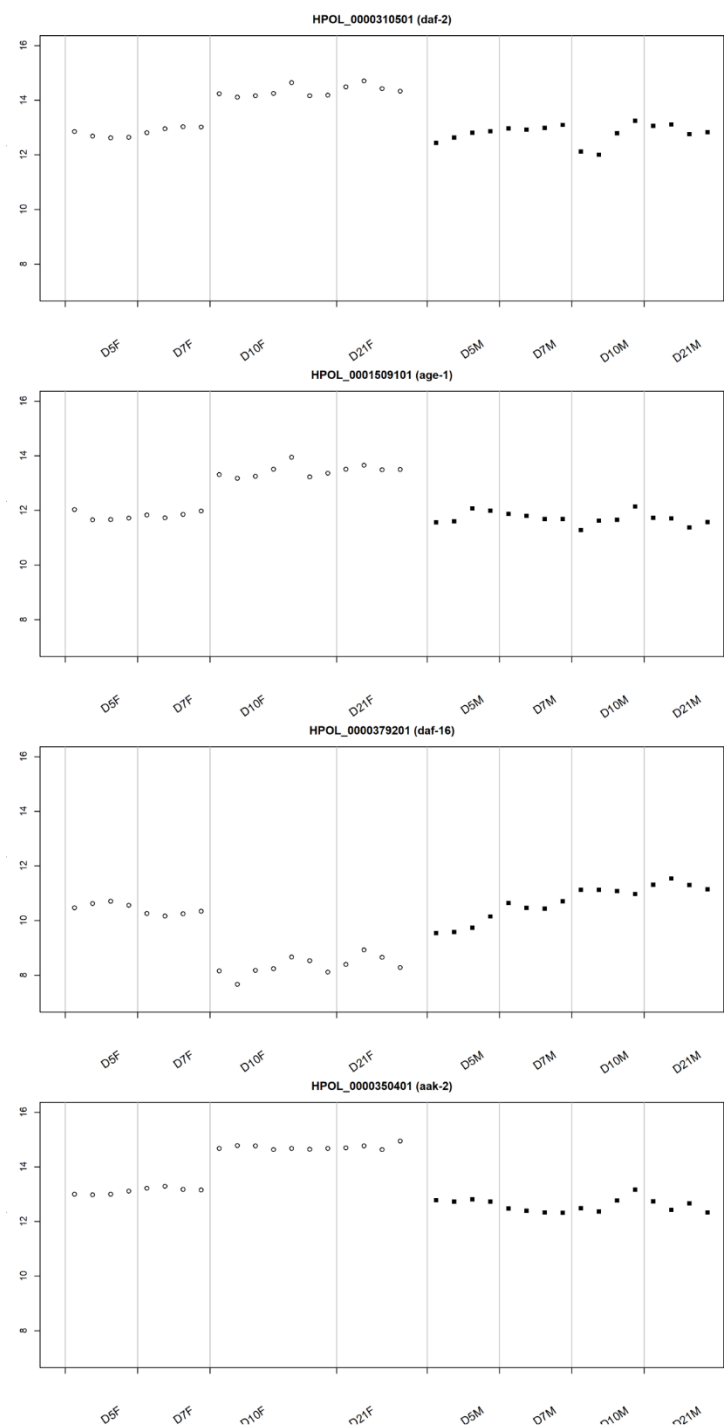 HPOL_0000310501 (daf-2)
16
14
12
10
8
D5F D7F D10F D21F D5M D7M D10M D21M
HPOL_0001509101 (age-1)
16
14
12
10
8
D5F D7F D10F D21F D5M D7M D10M D21M
HPOL_0000379201 (daf-16)
16
14
12
10
8
D5F D7F D10F D21F D5M D7M D10M D21M
HPOL_0000350401 (aak-2)
16
14
12
10
8
D5F D7F D10F D21F D5M D7M D10M D21M